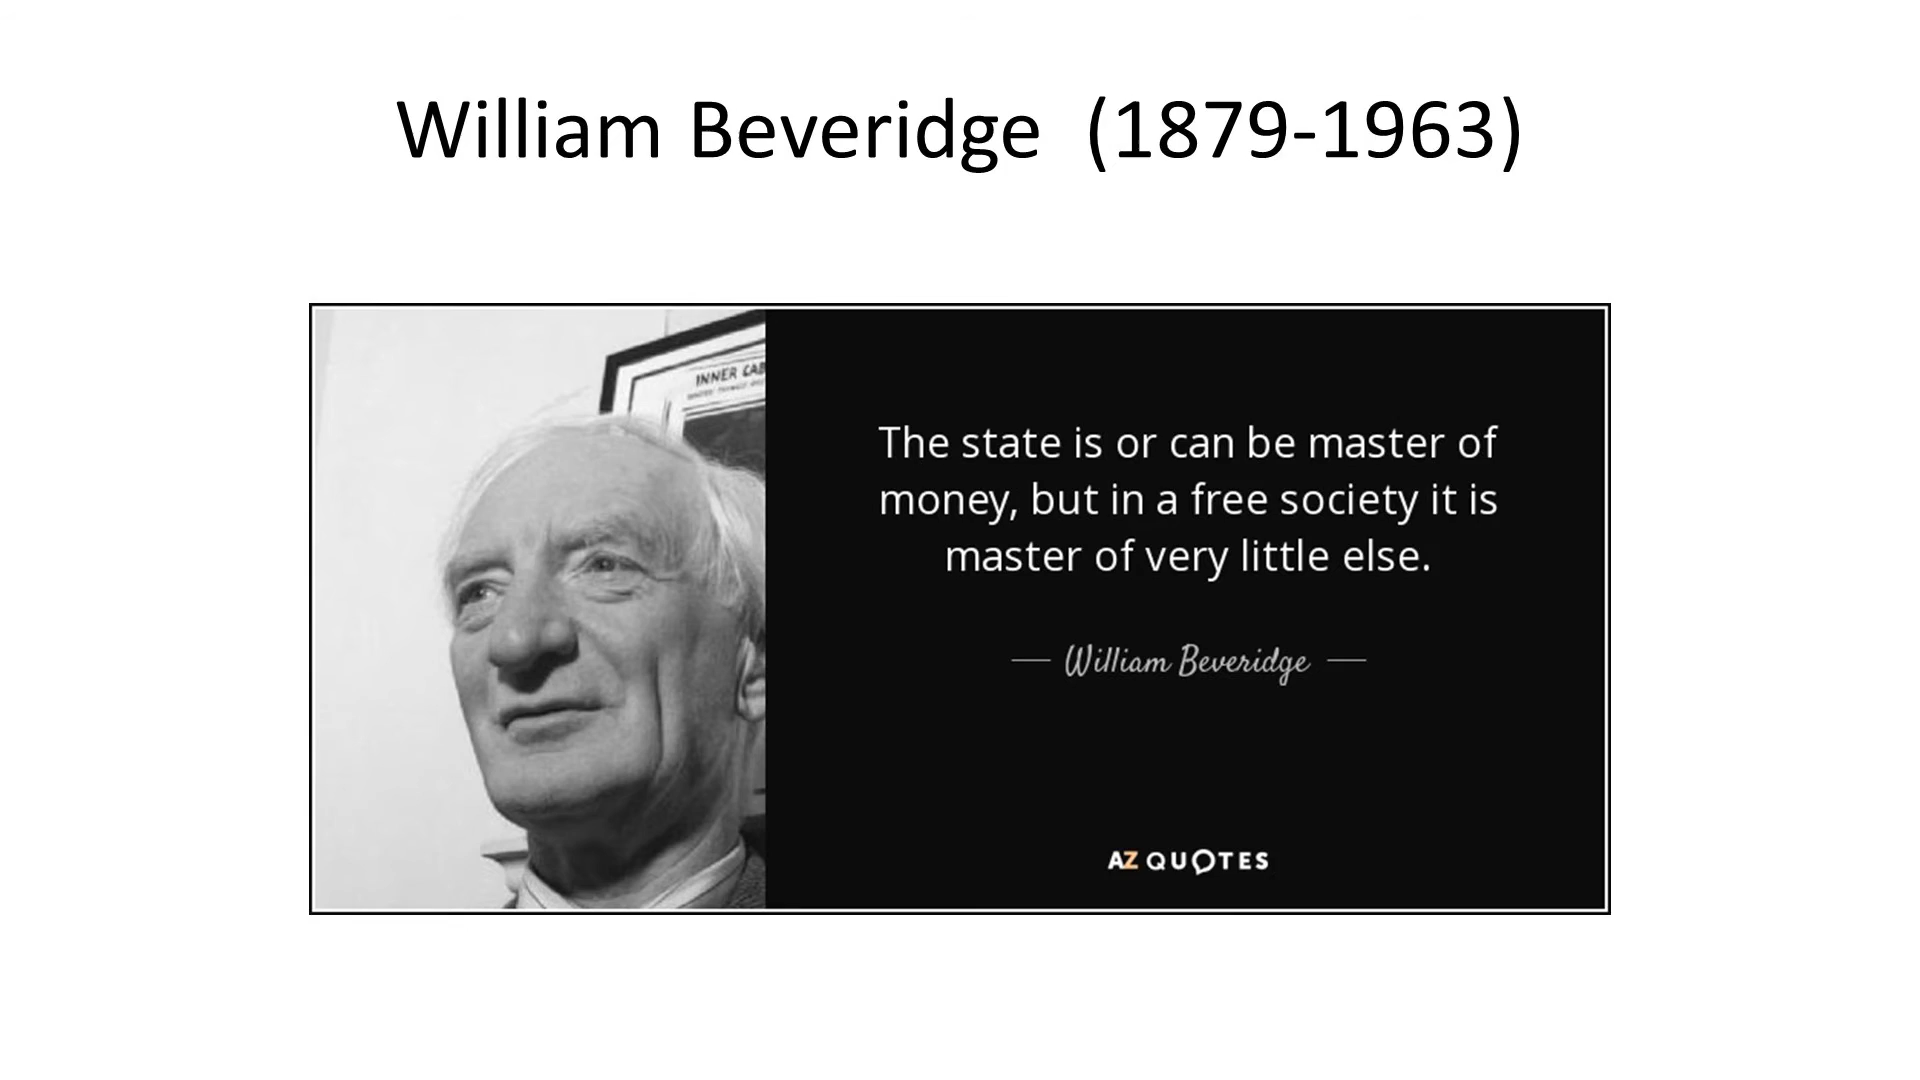 William Beveridge  (1879-1963)
INNER CAB
The state is or can be master of
money, but in a free society it is
master of very little else.
— William Beveridge —
AZ QUOTES